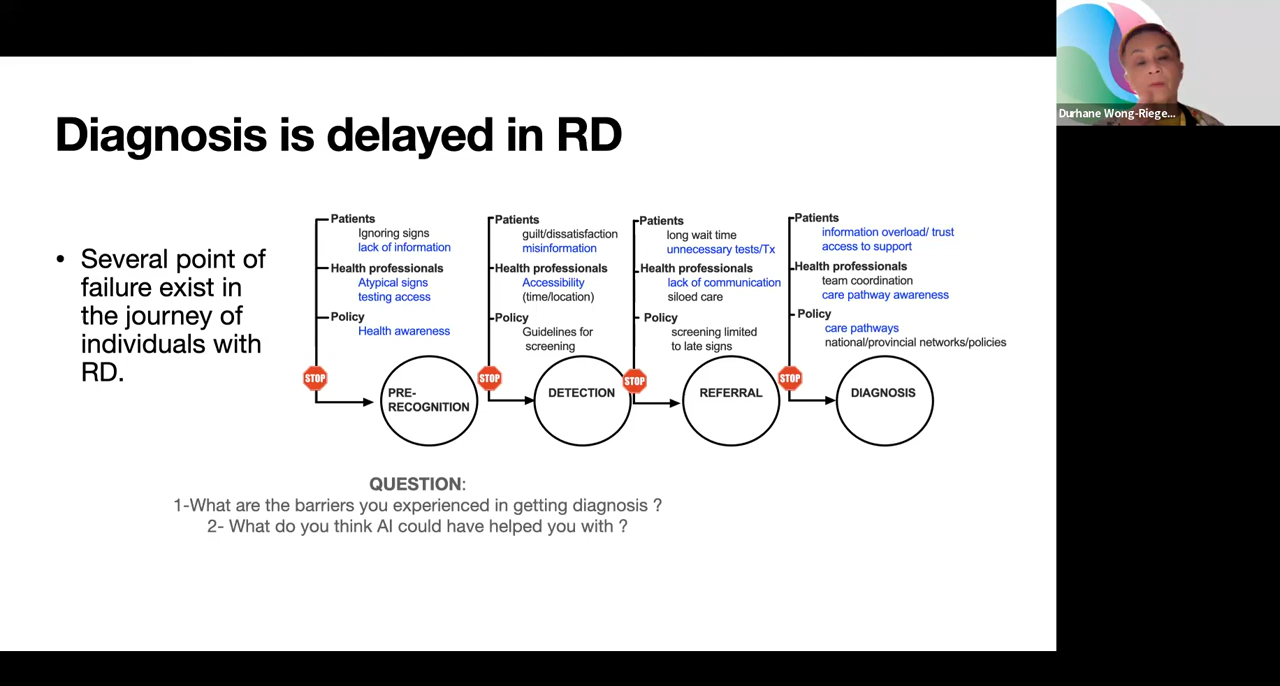 Durhane Wong-Riege...
Diagnosis is delayed in RD
• Several point of
failure exist in
the journey of
individuals with
RD.
Patients
Ignoring signs
lack of information
Health professionals
Atypical signs
testing access
Policy
Health awareness
STOP
PRE-
RECOGNITION
Patients
guilt/dissatisfaction
misinformation
Health professionals
Accessibility
(time/location)
Policy
Guidelines for
screening
STOP
DETECTION
Patients
long wait time
unnecessary tests/Tx
Health professionals
lack of communication
siloed care
Policy
screening limited
to late signs
STOP
REFERRAL
Patients
information overload/ trust
access to support
Health professionals
team coordination
care pathway awareness
Policy
care pathways
national/provincial networks/policies
STOP
DIAGNOSIS
QUESTION:
1-What are the barriers you experienced in getting diagnosis ?
2- What do you think AI could have helped you with ?